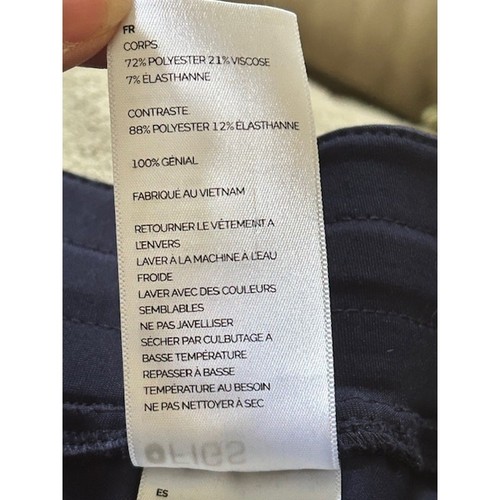 FR
CORPS
72% POLYESTER 21% VISCOSE
7% ÉLASTHANNE
CONTRASTE
88% POLYESTER 12% ÉLASTHANNE
100% GÉNIAL
FABRIQUÉ AU VIETNAM
RETOURNER LE VÊTEMENT À
L'ENVERS
LAVER À LA MACHINE À L'EAU
FROIDE
LAVER AVEC DES COULEURS
SEMBLABLES
NE PAS JAVELLISER
SÉCHER PAR CULBUTAGE A
BASSE TEMPÉRATURE
REPASSER À BASSE
TEMPÉRATURE AU BESOIN
NE PAS NETTOYER À SEC
FIGS
ES